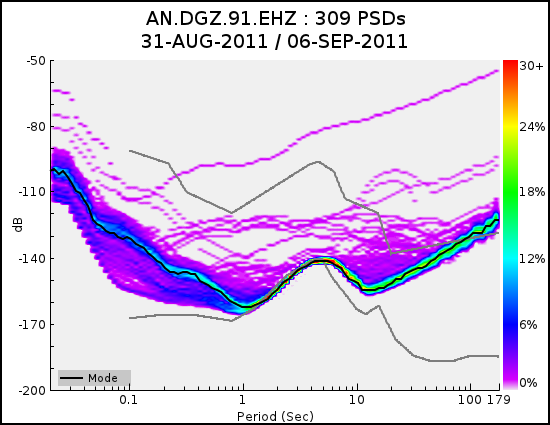 AN.DGZ.91.EHZ : 309 PSDs
31-AUG-2011 / 06-SEP-2011
-50
-80
-110
-140
-170
-200
dB
30+
24%
18%
12%
6%
0%
Mode
0.1 1 10 100 179
Period (Sec)